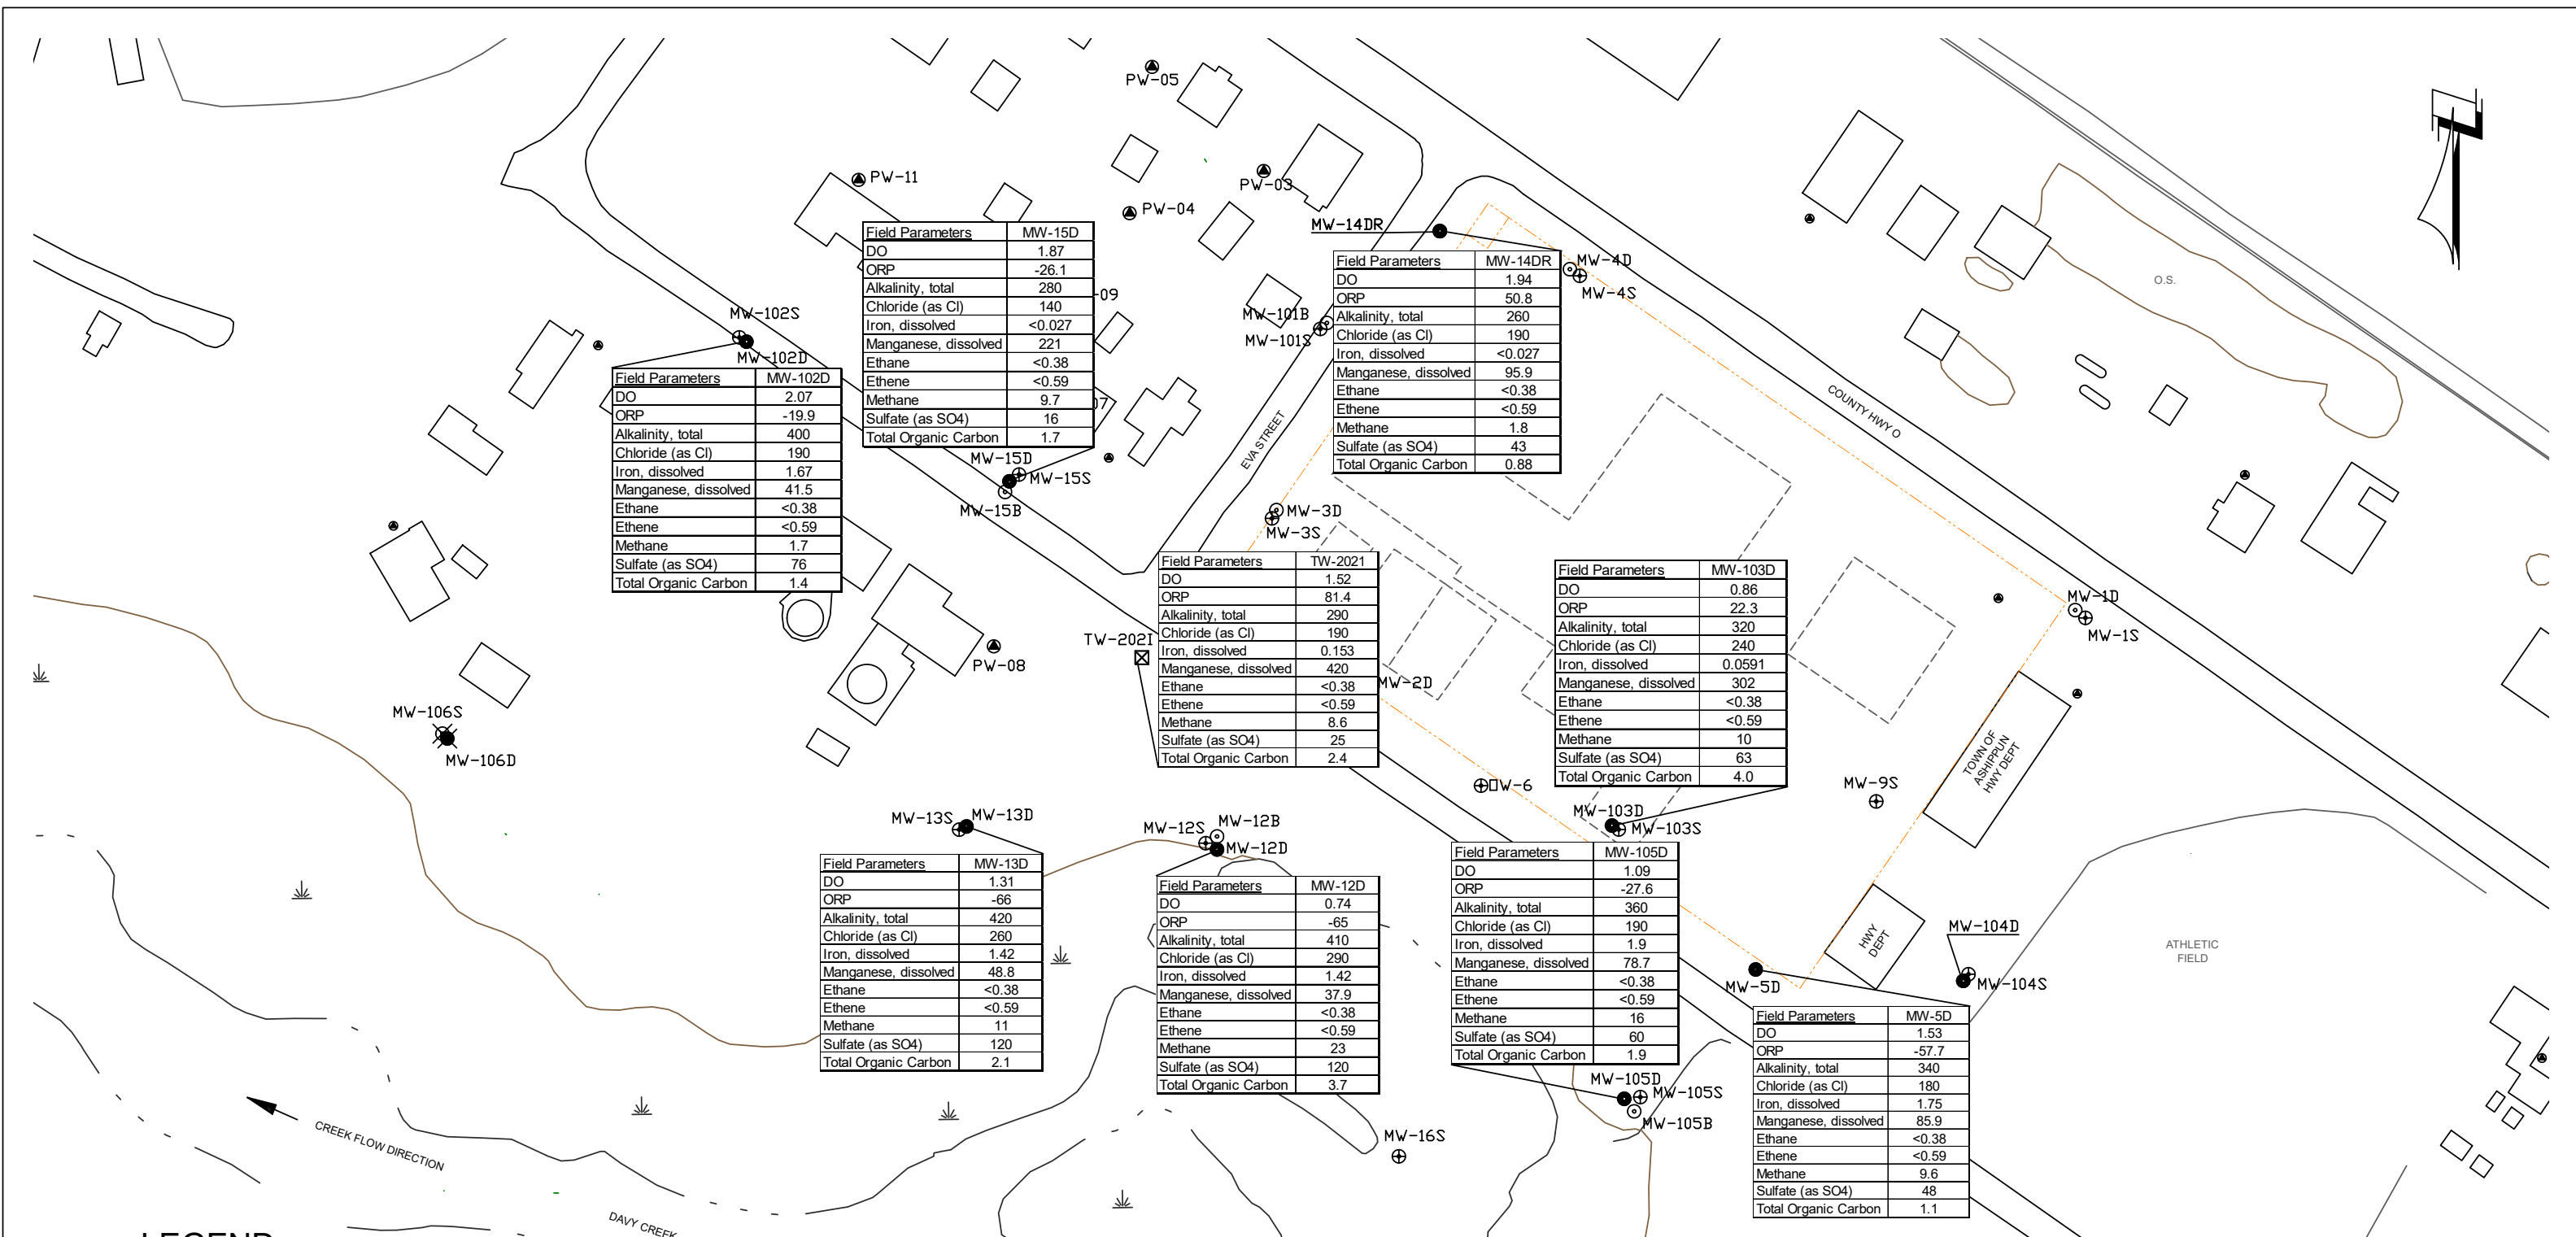 PW-05
PW-11
PW-03
PW-04
MW-14DR
MW-4D
MW-4S
O.S.
Field Parameters MW-15D
DO 1.87
ORP -26.1
Alkalinity, total 280
Chloride (as Cl) 140
Iron, dissolved <0.027
Manganese, dissolved 221
Ethane <0.38
Ethene <0.59
Methane 9.7
Sulfate (as SO4) 16
Total Organic Carbon 1.7
-09
07
Field Parameters MW-14DR
DO 1.94
ORP 50.8
Alkalinity, total 260
Chloride (as Cl) 190
Iron, dissolved <0.027
Manganese, dissolved 95.9
Ethane <0.38
Ethene <0.59
Methane 1.8
Sulfate (as SO4) 43
Total Organic Carbon 0.88
MW-101B
MW-101S
MW-102S
MW-102D
Field Parameters MW-102D
DO 2.07
ORP -19.9
Alkalinity, total 400
Chloride (as Cl) 190
Iron, dissolved 1.67
Manganese, dissolved 41.5
Ethane <0.38
Ethene <0.59
Methane 1.7
Sulfate (as SO4) 76
Total Organic Carbon 1.4
COUNTY HWY O
EVA STREET
MW-15D
MW-15S
MW-15B
MW-3D
MW-3S
Field Parameters TW-2021
DO 1.52
ORP 81.4
Alkalinity, total 290
Chloride (as Cl) 190
Iron, dissolved 0.153
Manganese, dissolved 420
Ethane <0.38
Ethene <0.59
Methane 8.6
Sulfate (as SO4) 25
Total Organic Carbon 2.4
Field Parameters MW-103D
DO 0.86
ORP 22.3
Alkalinity, total 320
Chloride (as Cl) 240
Iron, dissolved 0.0591
Manganese, dissolved 302
Ethane <0.38
Ethene <0.59
Methane 10
Sulfate (as SO4) 63
Total Organic Carbon 4.0
MW-1D
MW-1S
TW-202I
PW-08
MW-2D
MW-106S
MW-106D
TOWN OF
ASHIPPUN
HWY DEPT
OW-6
MW-9S
MW-13S
MW-13D
MW-12S
MW-12B
MW-12D
MW-103D
MW-103S
Field Parameters MW-13D
DO 1.31
ORP -66
Alkalinity, total 420
Chloride (as Cl) 260
Iron, dissolved 1.42
Manganese, dissolved 48.8
Ethane <0.38
Ethene <0.59
Methane 11
Sulfate (as SO4) 120
Total Organic Carbon 2.1
Field Parameters MW-12D
DO 0.74
ORP -65
Alkalinity, total 410
Chloride (as Cl) 290
Iron, dissolved 1.42
Manganese, dissolved 37.9
Ethane <0.38
Ethene <0.59
Methane 23
Sulfate (as SO4) 120
Total Organic Carbon 3.7
Field Parameters MW-105D
DO 1.09
ORP -27.6
Alkalinity, total 360
Chloride (as Cl) 190
Iron, dissolved 1.9
Manganese, dissolved 78.7
Ethane <0.38
Ethene <0.59
Methane 16
Sulfate (as SO4) 60
Total Organic Carbon 1.9
HWY
DEPT
MW-104D
MW-104S
ATHLETIC
FIELD
MW-5D
Field Parameters MW-5D
DO 1.53
ORP -57.7
Alkalinity, total 340
Chloride (as Cl) 180
Iron, dissolved 1.75
Manganese, dissolved 85.9
Ethane <0.38
Ethene <0.59
Methane 9.6
Sulfate (as SO4) 48
Total Organic Carbon 1.1
MW-105D
MW-105S
MW-105B
MW-16S
CREEK FLOW DIRECTION
DAVY CREEK
LEGEND